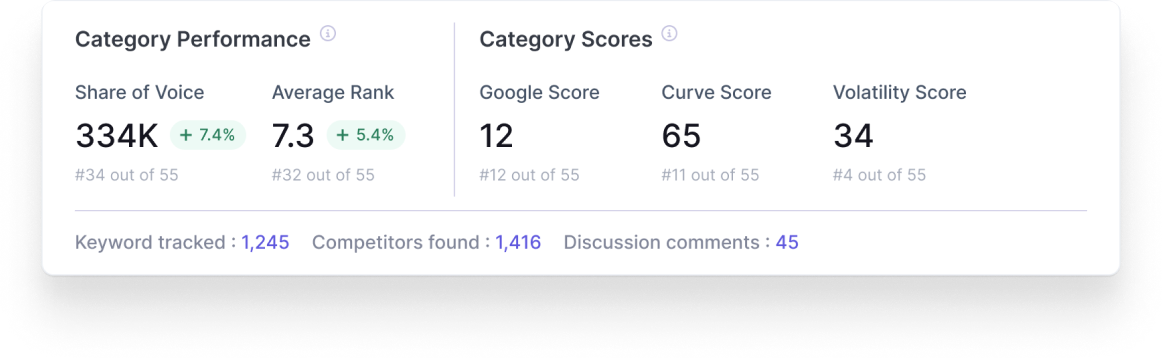 Category Performance
Category Scores
Share of Voice
Average Rank
Google Score
Curve Score
Volatility Score
334K + 7.4%
7.3 + 5.4%
12
65
34
#34 out of 55
#32 out of 55
#12 out of 55
#11 out of 55
#4 out of 55
Keyword tracked : 1,245 Competitors found : 1,416 Discussion comments : 45